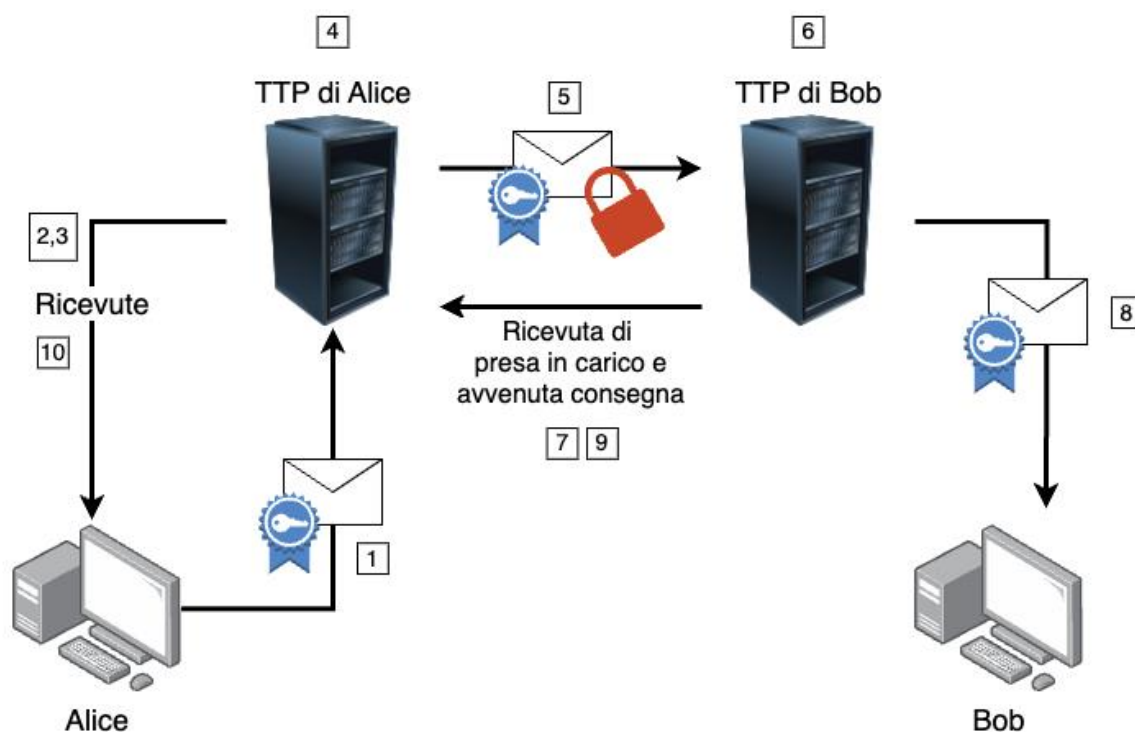 4
6
TTP di Alice
5
TTP di Bob
2,3
Ricevute
10
8
Ricevuta di
presa in carico e
avvenuta consegna
7 9
1
Alice
Bob